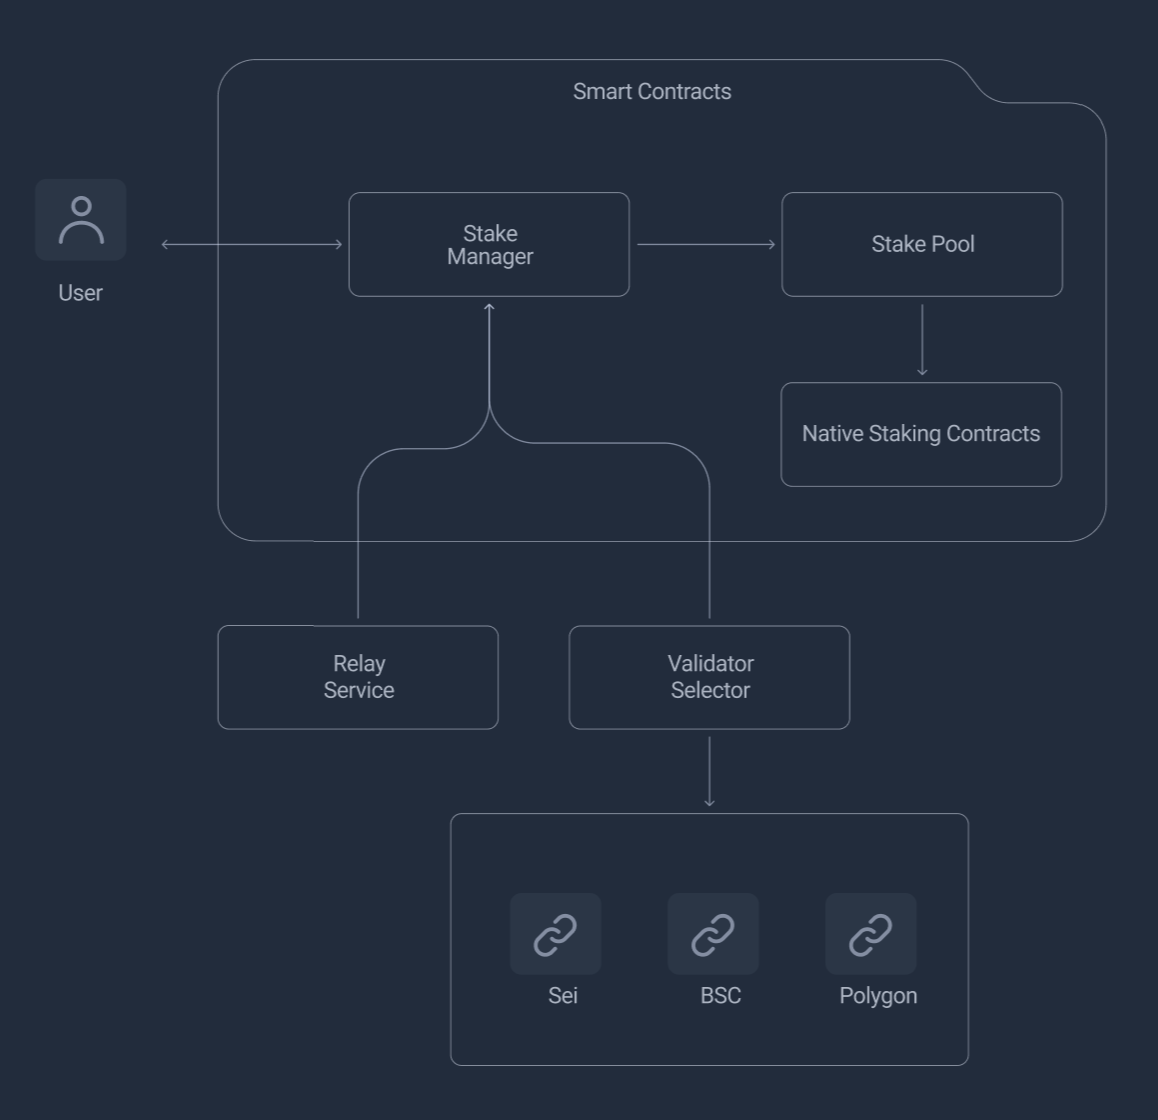 Smart Contracts
User
Stake
Manager
Stake Pool
Native Staking Contracts
Relay
Service
Validator
Selector
Sei
BSC
Polygon